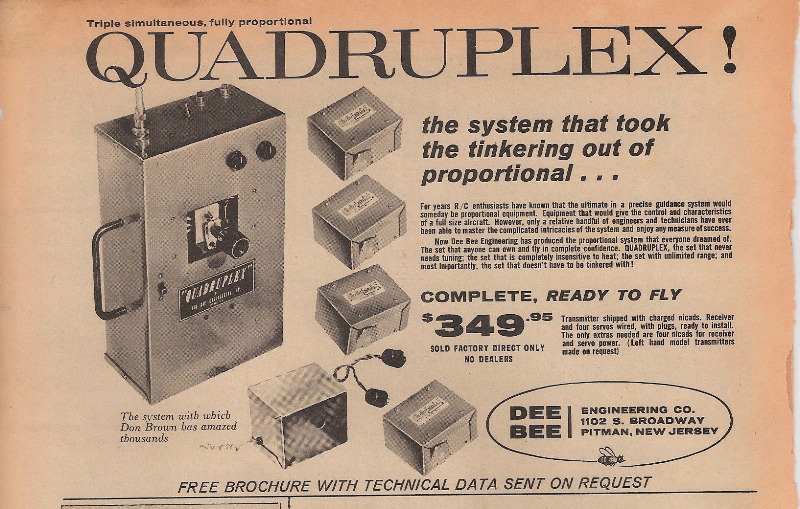 Triple simultaneous, fully proportional
QUADRUPLEX!
the system that took
the tinkering out of
proportional . . .
For years R/C enthusiasts have known that the ultimate in a precise guidance system would
someday be proportional equipment. Equipment that would give the control and characteristics
of a full size aircraft. However, only a relative handful of engineers and technicians have ever
been able to master the complicated intricacies of the system and enjoy any measure of success.
Now Dee Bee Engineering has produced the proportional system that everyone dreamed of.
The set that anyone can own and fly in complete confidence. QUADRUPLEX, the set that never
needs tuning; the set that is completely insensitive to heat; the set with unlimited range; and
most importantly, the set that doesn't have to be tinkered with!
COMPLETE, READY TO FLY
$349.95
SOLD FACTORY DIRECT ONLY
NO DEALERS
Transmitter shipped with charged nicads. Receiver
and four servos wired, with plugs, ready to install.
The only extras needed are four nicads for receiver
and servo power. (Left hand model transmitters
made on request)
"QUADRUPLEX"
The system with which
Don Brown has amazed
thousands
DEE BEE
ENGINEERING CO.
1102 S. BROADWAY
PITMAN, NEW JERSEY
FREE BROCHURE WITH TECHNICAL DATA SENT ON REQUEST